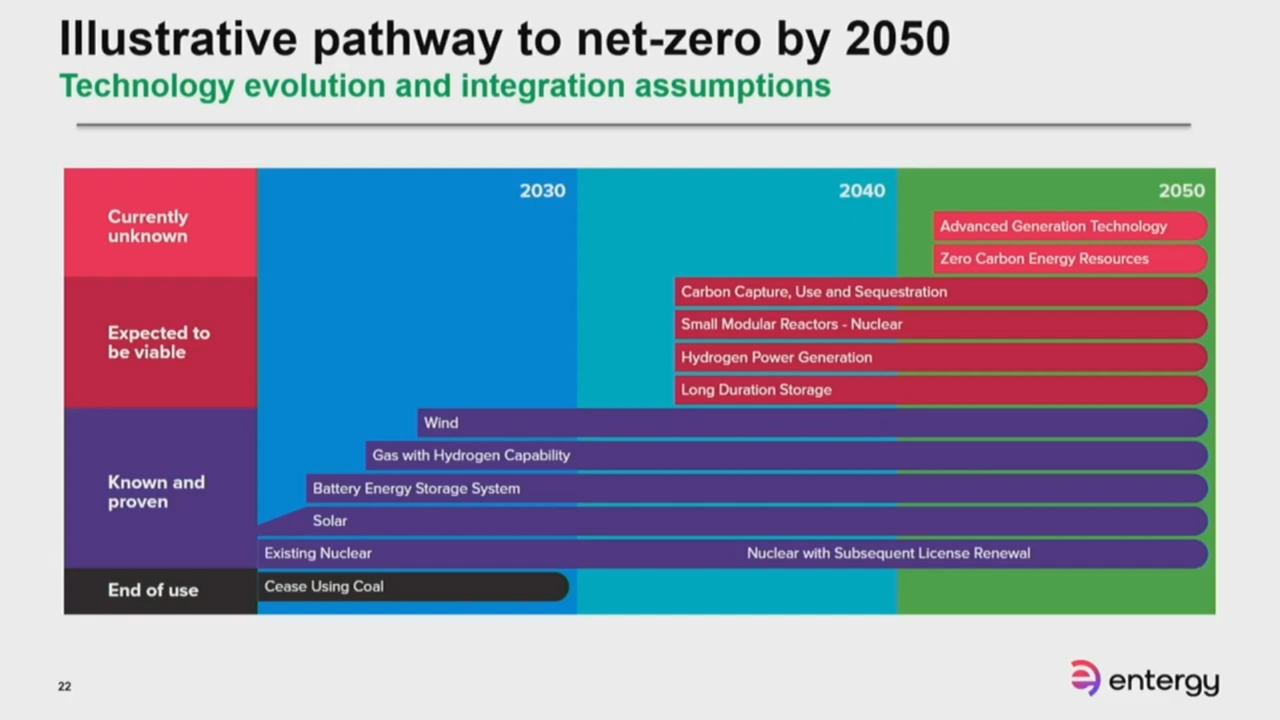 Illustrative pathway to net-zero by 2050
Technology evolution and integration assumptions
2030
2040
2050
Currently
unknown
Advanced Generation Technology
Zero Carbon Energy Resources
Expected to
be viable
Carbon Capture, Use and Sequestration
Small Modular Reactors - Nuclear
Hydrogen Power Generation
Long Duration Storage
Known and
proven
Wind
Gas with Hydrogen Capability
Battery Energy Storage System
Solar
Existing Nuclear
Nuclear with Subsequent License Renewal
End of use
Cease Using Coal
22
entergy